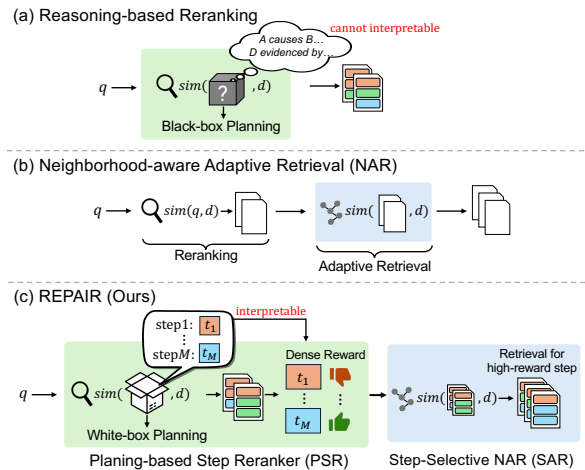 (a) Reasoning-based Reranking
A causes B…
D evidenced by…
cannot interpretable
q
sim(
?
, d)
Black-box Planning
(b) Neighborhood-aware Adaptive Retrieval (NAR)
q
sim(q, d)
sim(
, d)
Reranking
Adaptive Retrieval
(c) REPAIR (Ours)
step1: t₁
⋮
stepM: t_M
interpretable
Dense Reward
t₁
⋮
⋮
t_M
q
sim(
, d)
White-box Planning
Retrieval for
high-reward step
sim(
, d)
Planing-based Step Reranker (PSR)
Step-Selective NAR (SAR)